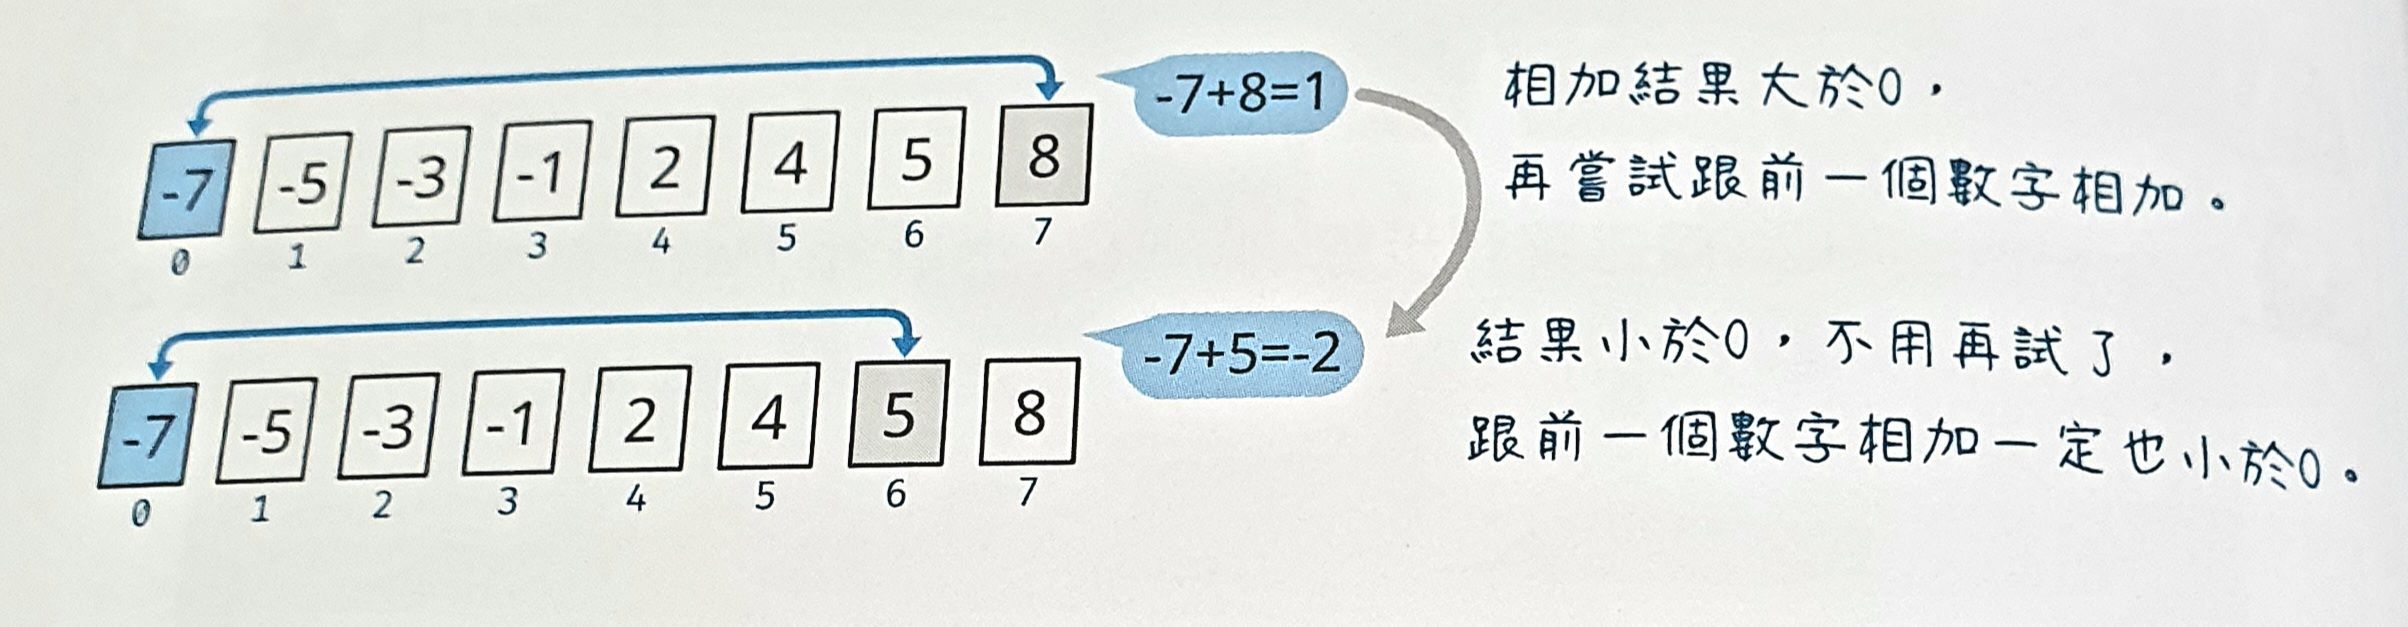 -7+8=1
相加結果大於0，
再嘗試跟前一個數字相加。
-7 -5 -3 -1 2 4 5 8
0 1 2 3 4 5 6 7
-7+5=-2
結果小於0，不用再試了，
跟前一個數字相加一定也小於0。
-7 -5 -3 -1 2 4 5 8
0 1 2 3 4 5 6 7